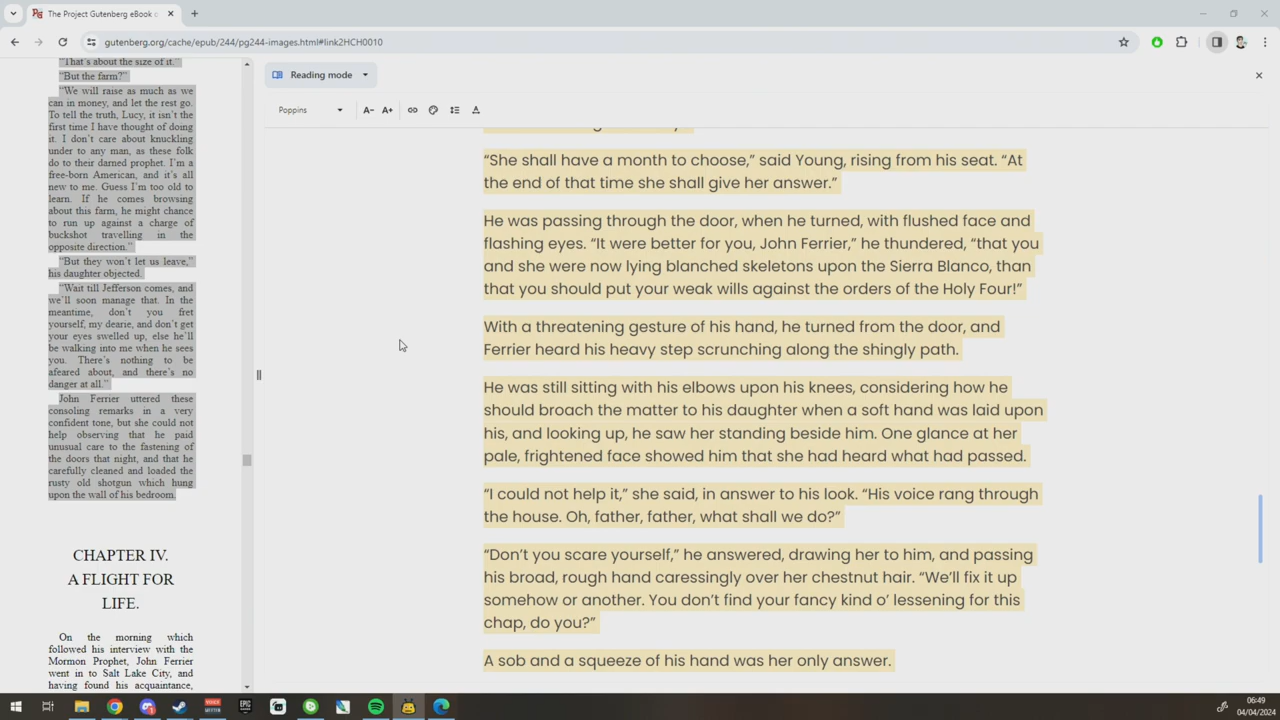 The Project Gutenberg eBook o
gutenberg.org/cache/epub/244/pg244-images.html#link2HCH0010
"That's about the size of it."
"But the farm?"
"We will raise as much as we
can in money, and let the rest go.
To tell the truth, Lucy, it isn't the
first time I have thought of doing
it. I don't care about knuckling
under to any man, as these folk
do to their darned prophet. I'm a
free-born American, and it's all
new to me. Guess I'm too old to
learn. If he comes browsing
about this farm, he might chance
to run up against a charge of
buckshot travelling in the
opposite direction."
"But they won't let us leave,"
his daughter objected.
"Wait till Jefferson comes, and
we'll soon manage that. In the
meantime, don't you fret
yourself, my dearie, and don't get
your eyes swelled up, else he'll
be walking into me when he sees
you. There's nothing to be
afeared about, and there's no
danger at all."
John Ferrier uttered these
consoling remarks in a very
confident tone, but she could not
help observing that he paid
unusual care to the fastening of
the doors that night, and that he
carefully cleaned and loaded the
rusty old shotgun which hung
upon the wall of his bedroom.
CHAPTER IV.
A FLIGHT FOR
LIFE.
On the morning which
followed his interview with the
Mormon Prophet, John Ferrier
went in to Salt Lake City, and
having found his acquaintance,
Reading mode
Poppins
A-
A+
“She shall have a month to choose,” said Young, rising from his seat. “At
the end of that time she shall give her answer.”
He was passing through the door, when he turned, with flushed face and
flashing eyes. “It were better for you, John Ferrier,” he thundered, “that you
and she were now lying blanched skeletons upon the Sierra Blanco, than
that you should put your weak wills against the orders of the Holy Four!”
With a threatening gesture of his hand, he turned from the door, and
Ferrier heard his heavy step scrunching along the shingly path.
He was still sitting with his elbows upon his knees, considering how he
should broach the matter to his daughter when a soft hand was laid upon
his, and looking up, he saw her standing beside him. One glance at her
pale, frightened face showed him that she had heard what had passed.
“I could not help it,” she said, in answer to his look. “His voice rang through
the house. Oh, father, father, what shall we do?”
“Don’t you scare yourself,” he answered, drawing her to him, and passing
his broad, rough hand caressingly over her chestnut hair. “We’ll fix it up
somehow or another. You don’t find your fancy kind o’ lessening for this
chap, do you?”
A sob and a squeeze of his hand was her only answer.
EPIC
06:49
04/04/2024